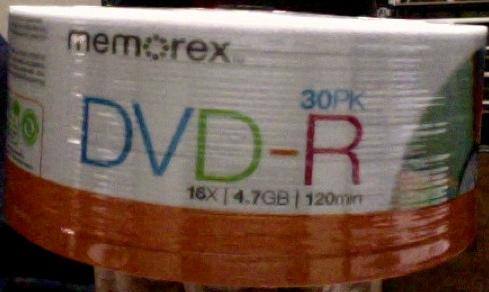 memorex
30PK
DVD-R
16X | 4.7GB | 120min